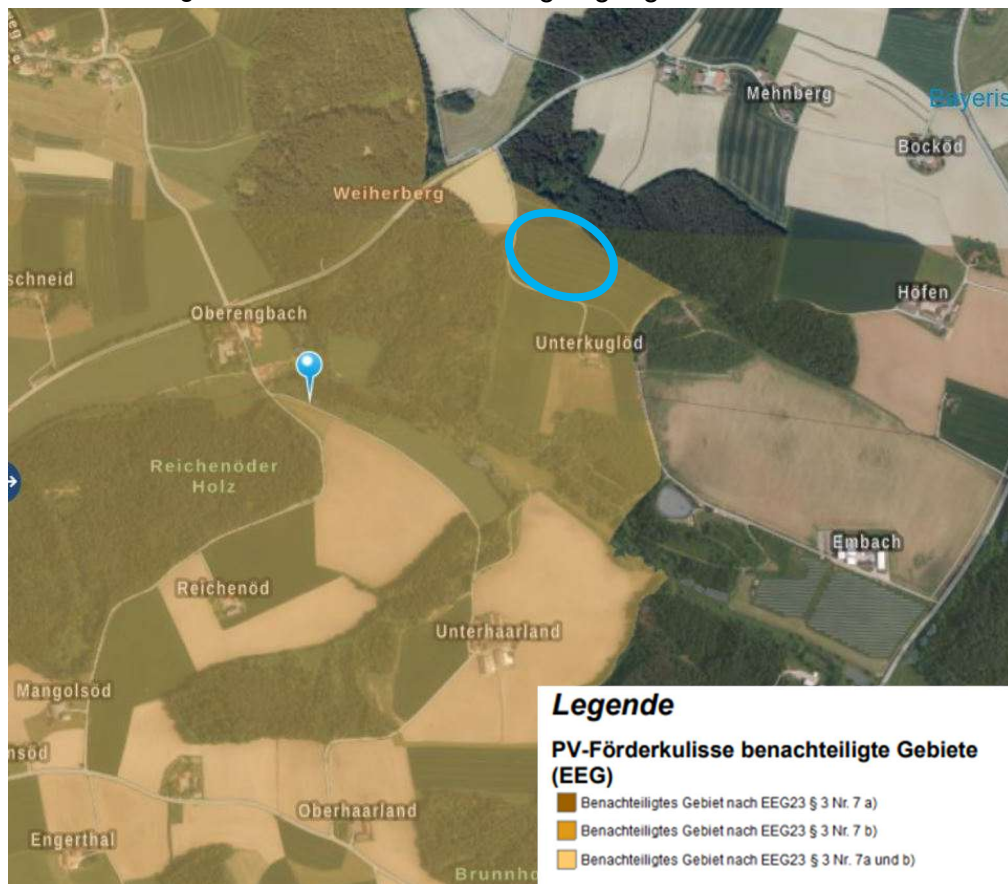 Mehnberg
Bayeris
Bocköd
Weiherberg
schneid
Höfen
Oberengbach
Unterkuglöd
Reichenöder
Holz
Embach
Reichenöd
Unterhaarland
Mangolsöd
nsöd
Oberhaarland
Engerthal
Brunnho
Legende
PV-Förderkulisse benachteiligte Gebiete
(EEG)
Benachteiligtes Gebiet nach EEG23 § 3 Nr. 7 a)
Benachteiligtes Gebiet nach EEG23 § 3 Nr. 7 b)
Benachteiligtes Gebiet nach EEG23 § 3 Nr. 7a und b)